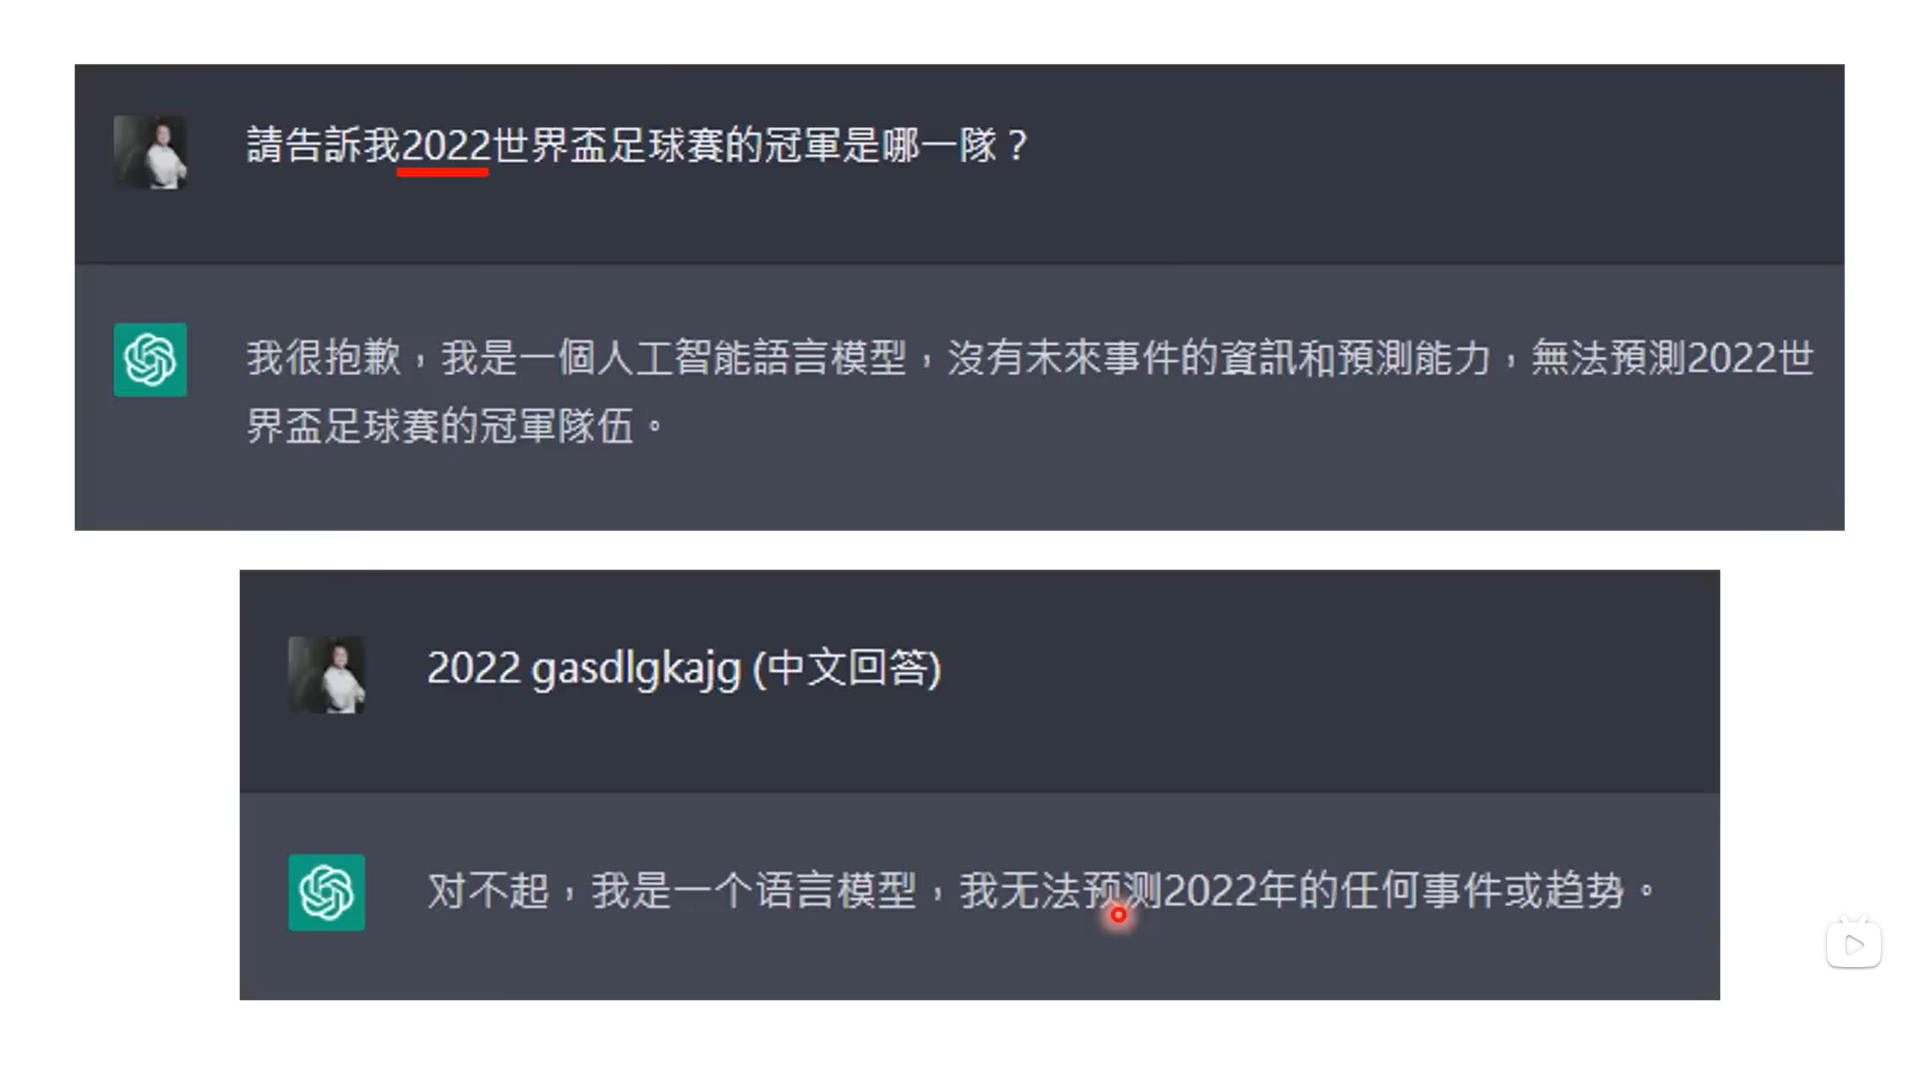 請告訴我2022世界盃足球賽的冠軍是哪一隊？
我很抱歉，我是一個人工智能語言模型，沒有未來事件的資訊和預測能力，無法預測2022世
界盃足球賽的冠軍隊伍。
2022 gasdlgkajg (中文回答)
对不起，我是一个语言模型，我无法预测2022年的任何事件或趋势。